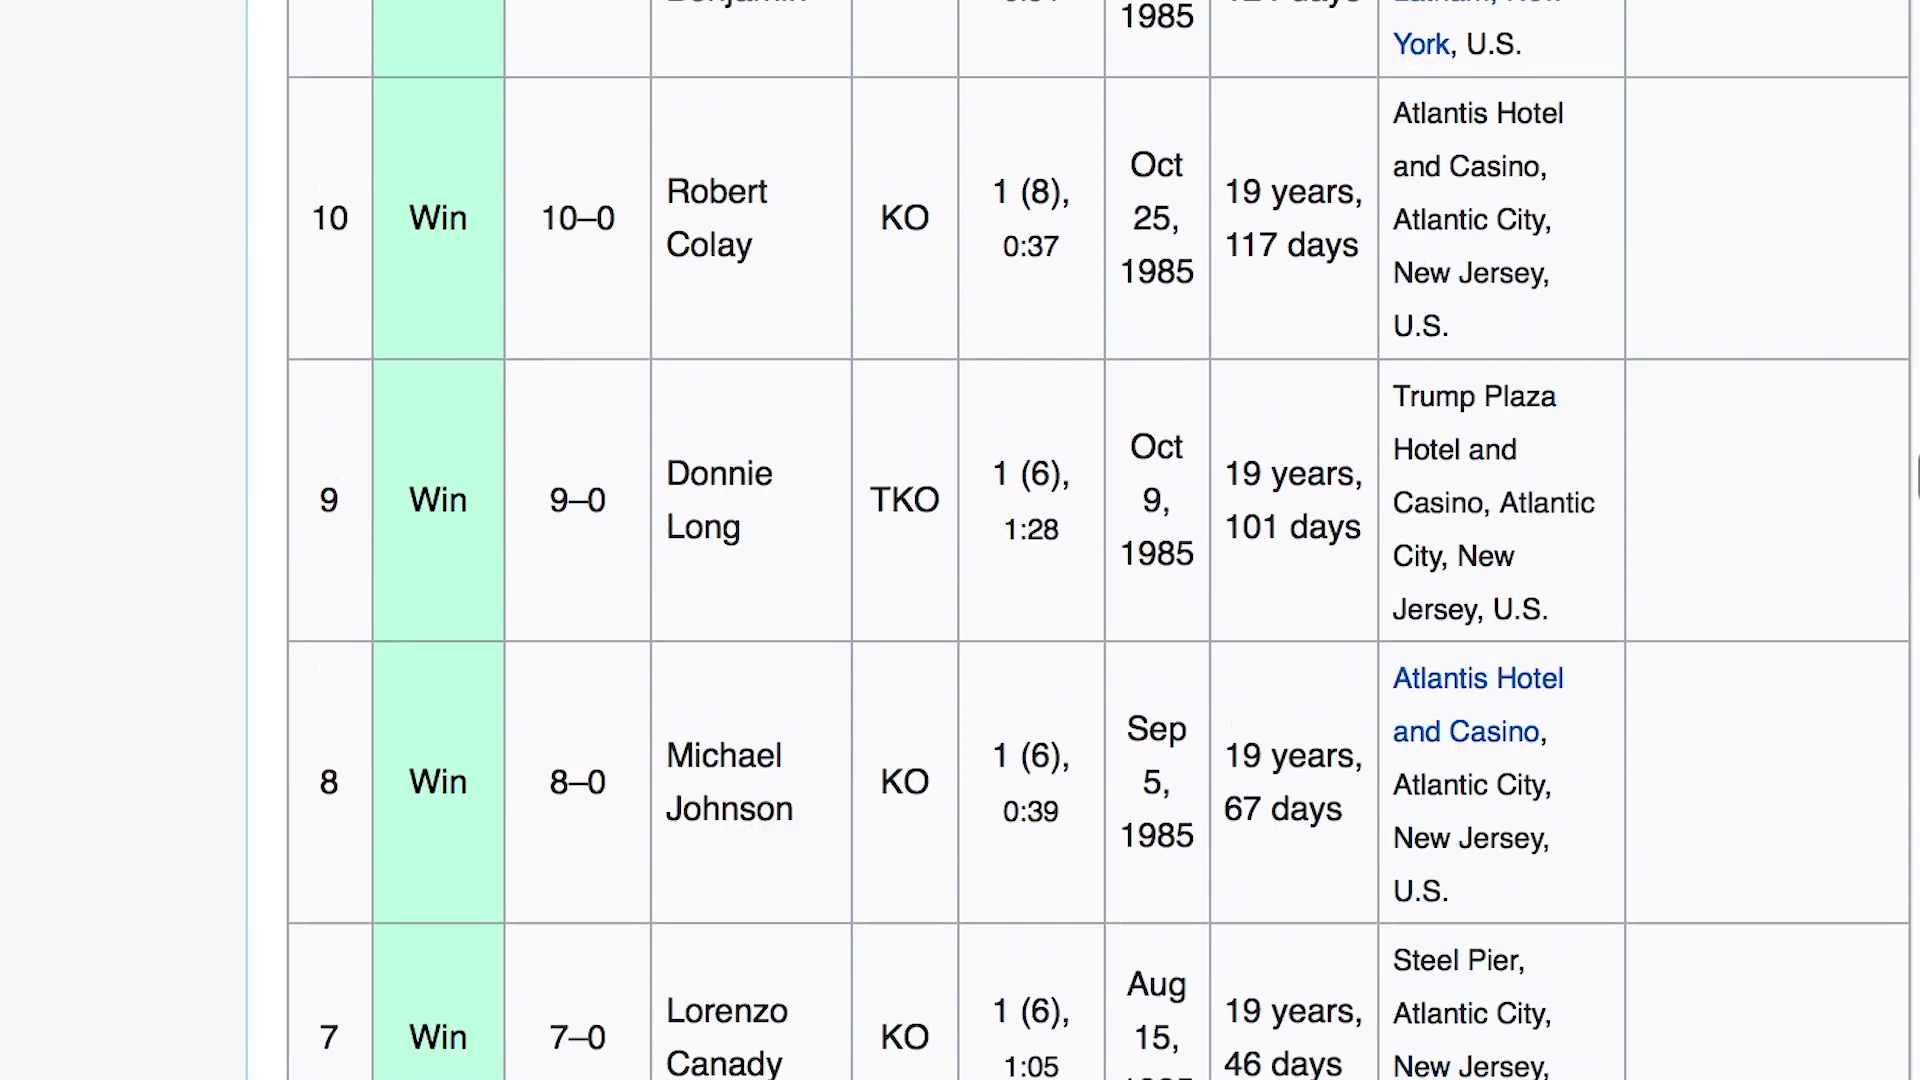 1985
York, U.S.
10
Win
10–0
Robert
Colay
KO
1 (8),
0:37
Oct
25,
1985
19 years,
117 days
Atlantis Hotel
and Casino,
Atlantic City,
New Jersey,
U.S.
9
Win
9–0
Donnie
Long
TKO
1 (6),
1:28
Oct
9,
1985
19 years,
101 days
Trump Plaza
Hotel and
Casino, Atlantic
City, New
Jersey, U.S.
8
Win
8–0
Michael
Johnson
KO
1 (6),
0:39
Sep
5,
1985
19 years,
67 days
Atlantis Hotel
and Casino,
Atlantic City,
New Jersey,
U.S.
7
Win
7–0
Lorenzo
Canady
KO
1 (6),
1:05
Aug
15,
19 years,
46 days
Steel Pier,
Atlantic City,
New Jersey,